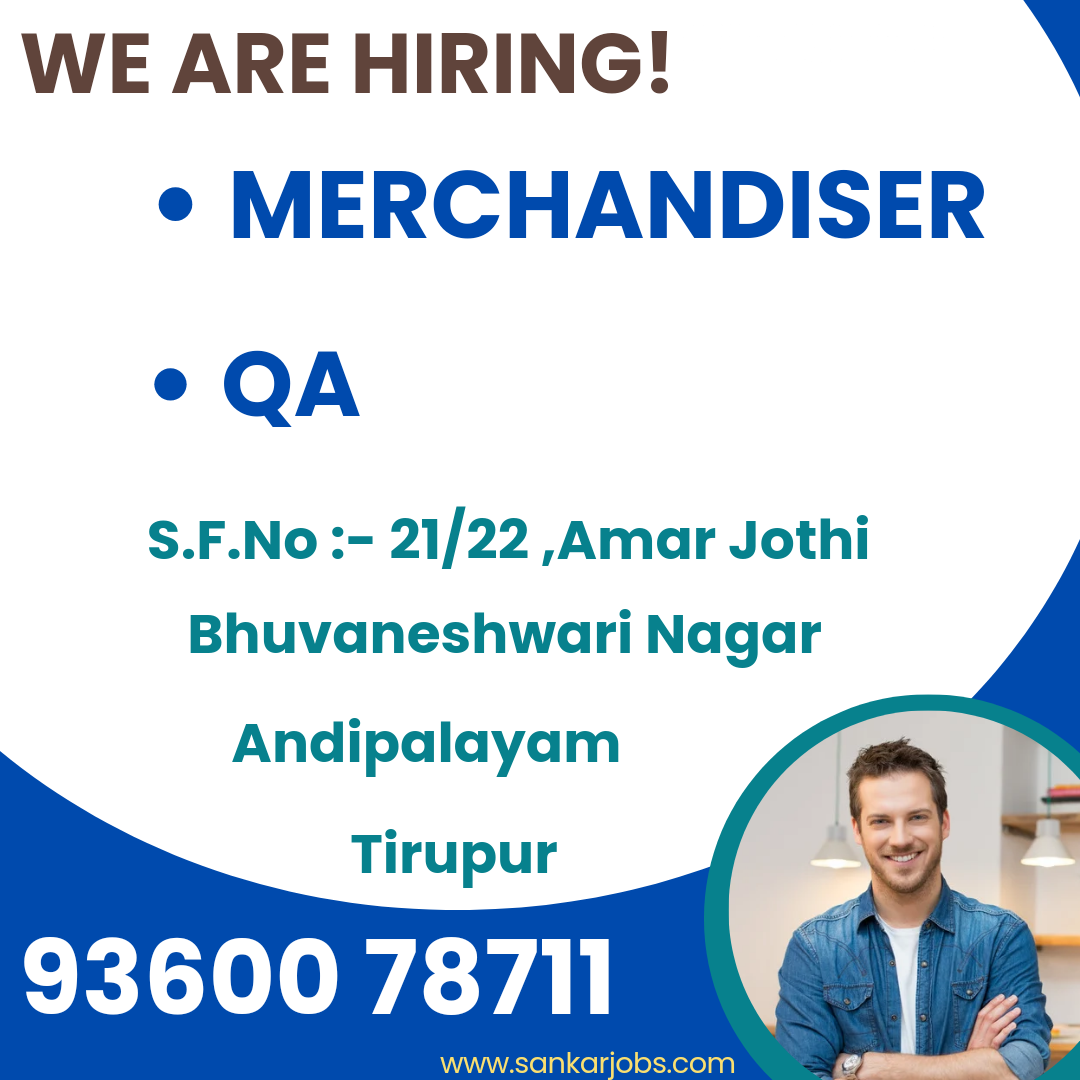 WE ARE HIRING!
• MERCHANDISER
• QA
S.F.No :- 21/22 ,Amar Jothi
Bhuvaneshwari Nagar
Andipalayam
Tirupur
93600 78711
www.sankarjobs.com